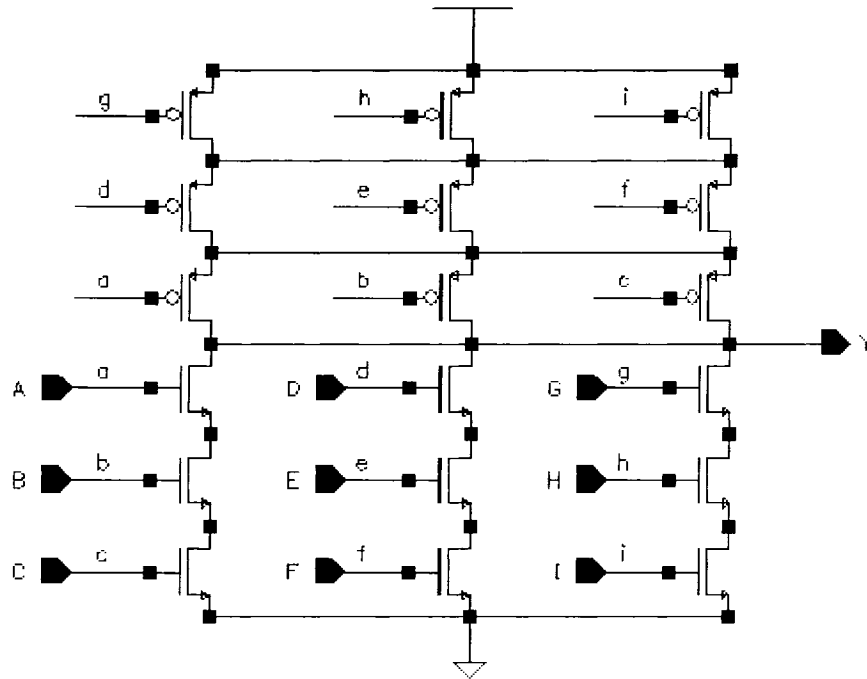 g h i
d e f
a b c
Y
A a D d G g
B b E e H h
C c F f I i